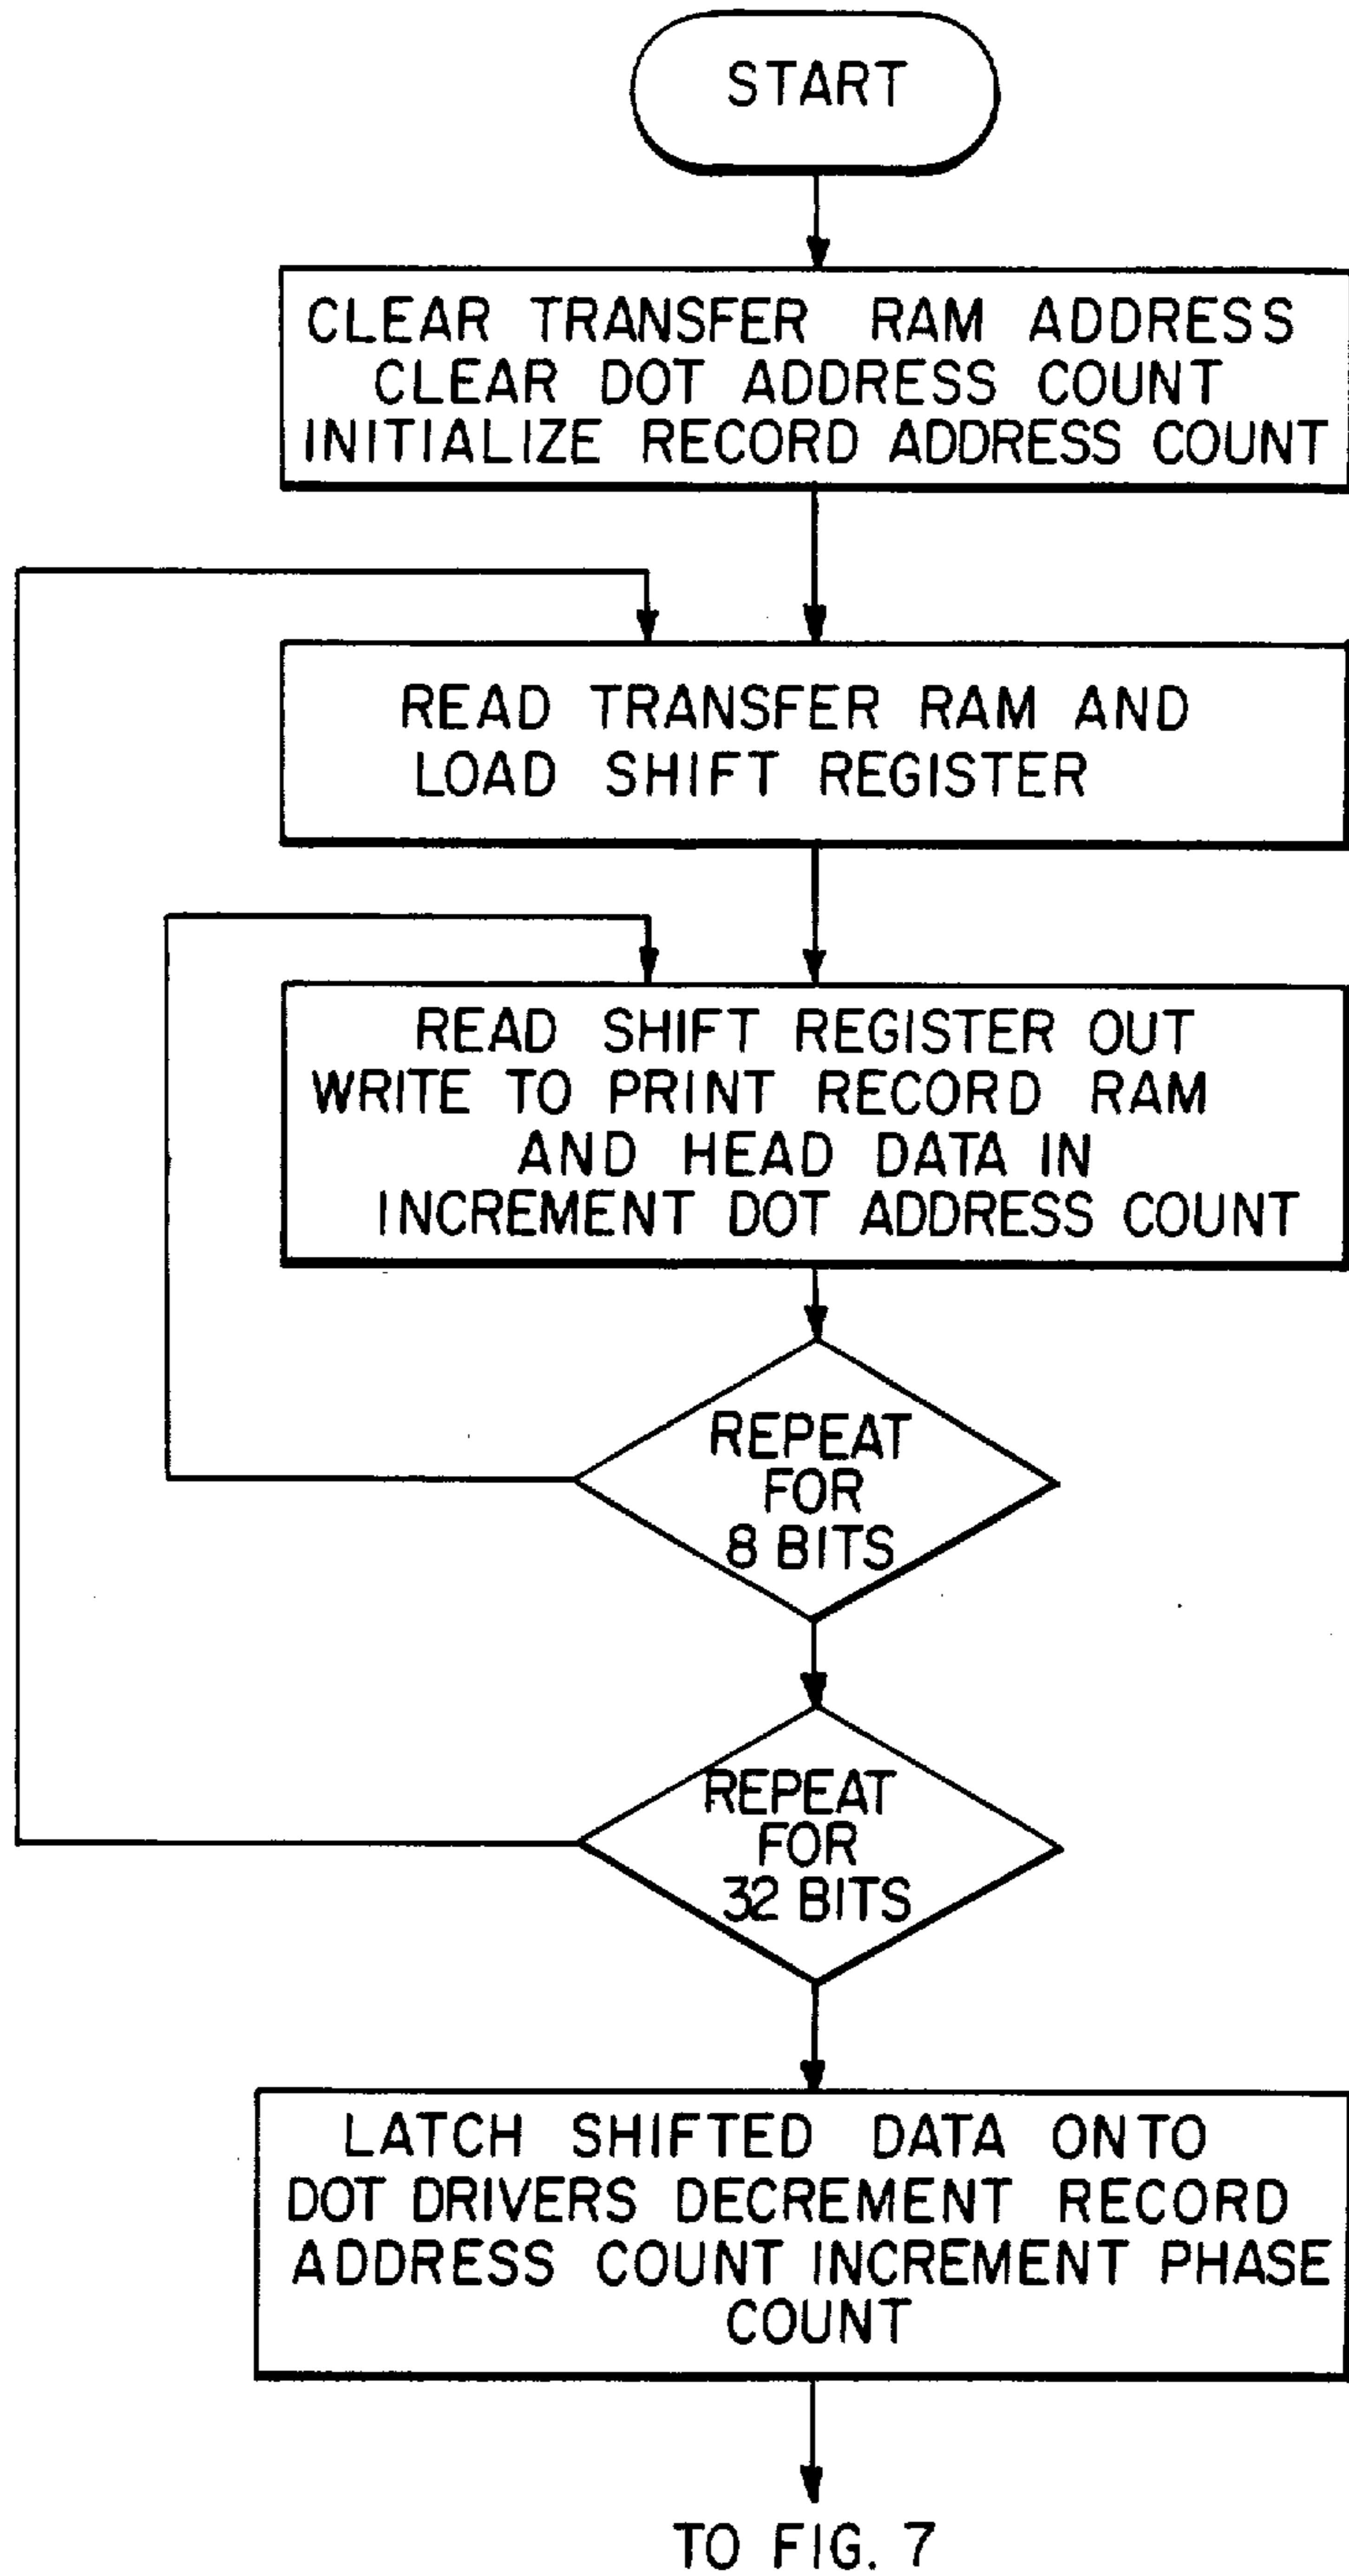 START
CLEAR TRANSFER RAM ADDRESS
CLEAR DOT ADDRESS COUNT
INITIALIZE RECORD ADDRESS COUNT
READ TRANSFER RAM AND
LOAD SHIFT REGISTER
READ SHIFT REGISTER OUT
WRITE TO PRINT RECORD RAM
AND HEAD DATA IN
INCREMENT DOT ADDRESS COUNT
REPEAT
FOR
8 BITS
REPEAT
FOR
32 BITS
LATCH SHIFTED DATA ONTO
DOT DRIVERS DECREMENT RECORD
ADDRESS COUNT INCREMENT PHASE
COUNT
TO FIG. 7